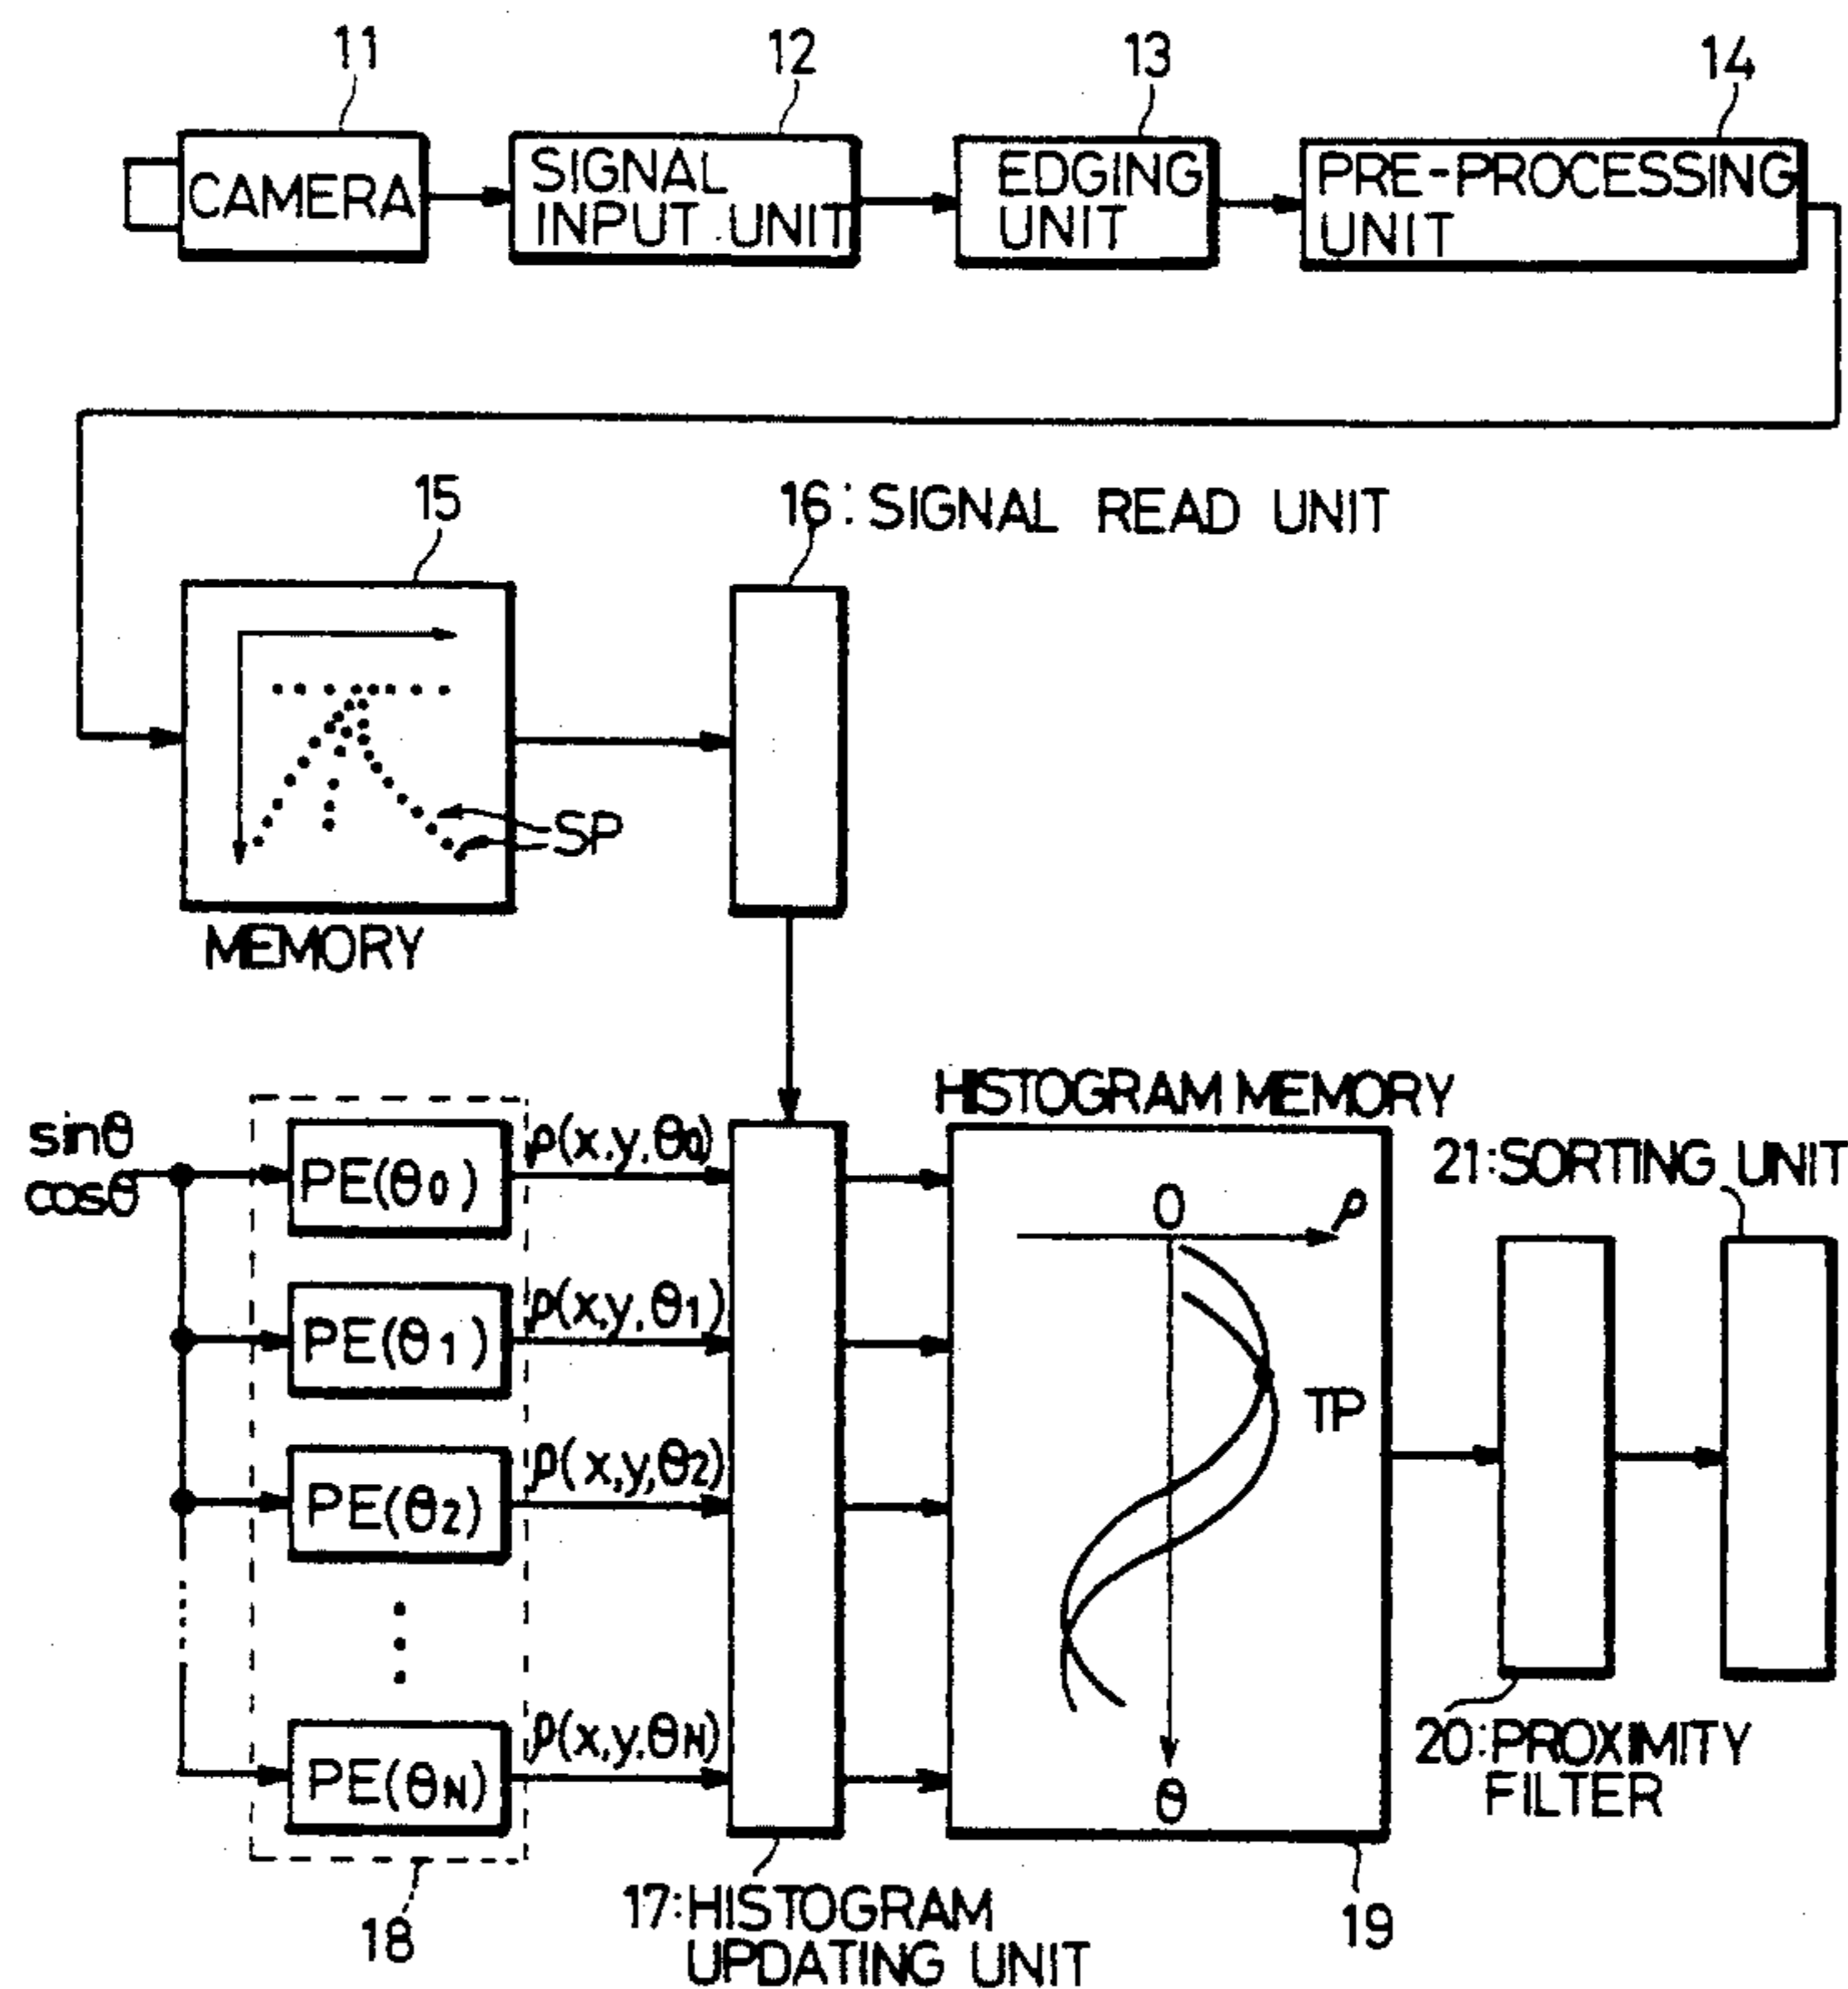 11
12
13
14
CAMERA
SIGNAL
INPUT UNIT
EDGING
UNIT
PRE-PROCESSING
UNIT
15
16: SIGNAL READ UNIT
SP
MEMORY
HISTOGRAM MEMORY
sinθ
cosθ
PE(θ0)
ρ(x,y,θ0)
PE(θ1)
ρ(x,y,θ1)
PE(θ2)
ρ(x,y,θ2)
PE(θN)
ρ(x,y,θN)
0
ρ
TP
θ
21:SORTING UNIT
20:PROXIMITY
FILTER
18
17:HISTOGRAM
UPDATING UNIT
19